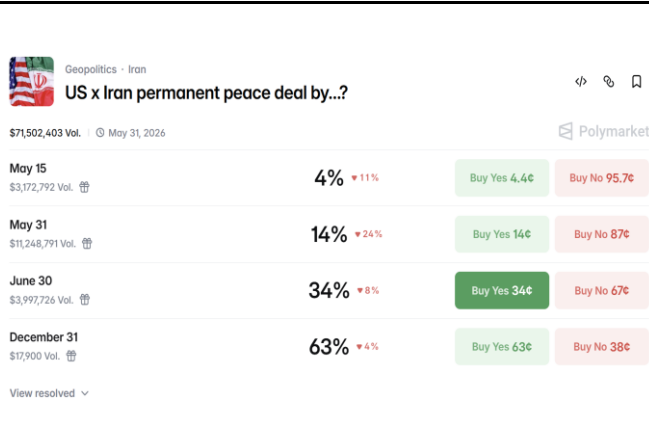 Geopolitics · Iran
US x Iran permanent peace deal by...?
$71,502,403 Vol. May 31, 2026
Polymarket
May 15
$3,172,792 Vol.
4% ▼11%
Buy Yes 4.4¢
Buy No 95.7¢
May 31
$11,248,791 Vol.
14% ▼24%
Buy Yes 14¢
Buy No 87¢
June 30
$3,997,726 Vol.
34% ▼8%
Buy Yes 34¢
Buy No 67¢
December 31
$17,900 Vol.
63% ▼4%
Buy Yes 63¢
Buy No 38¢
View resolved